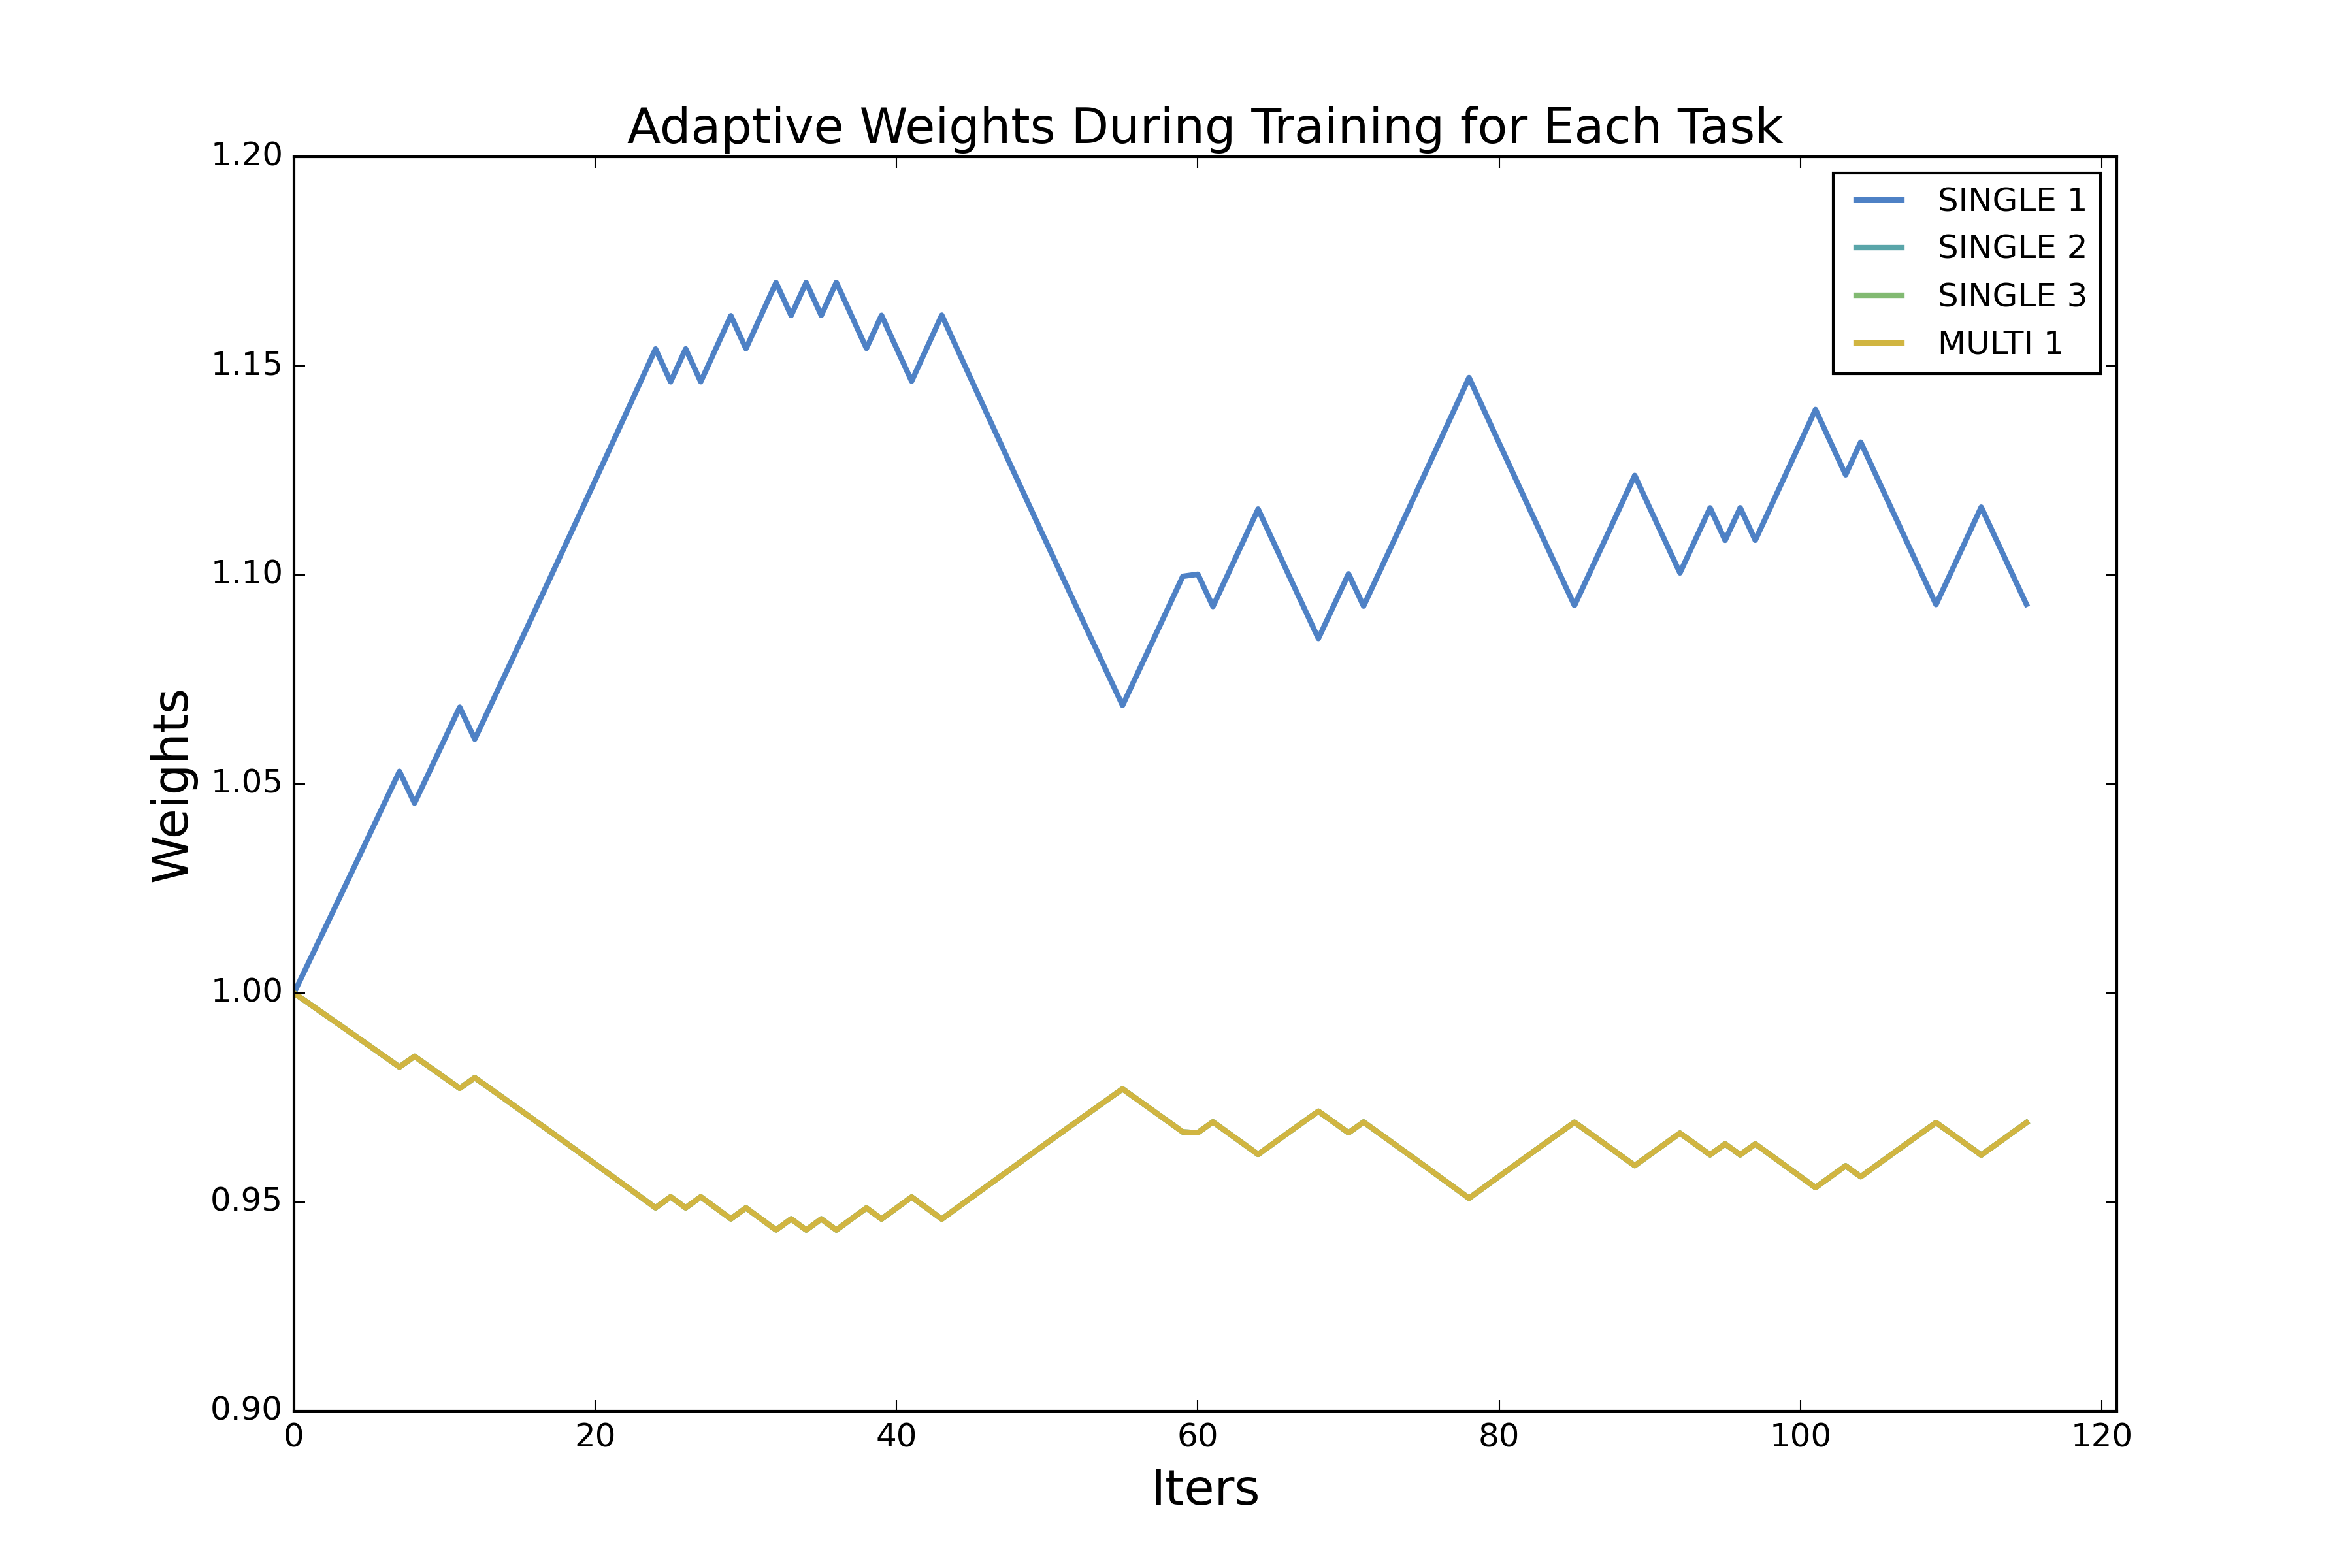 Adaptive Weights During Training for Each Task
1.20
1.15
1.10
1.05
1.00
0.95
0.90
Weights
SINGLE 1
SINGLE 2
SINGLE 3
MULTI 1
0 20 40 60 80 100 120
Iters